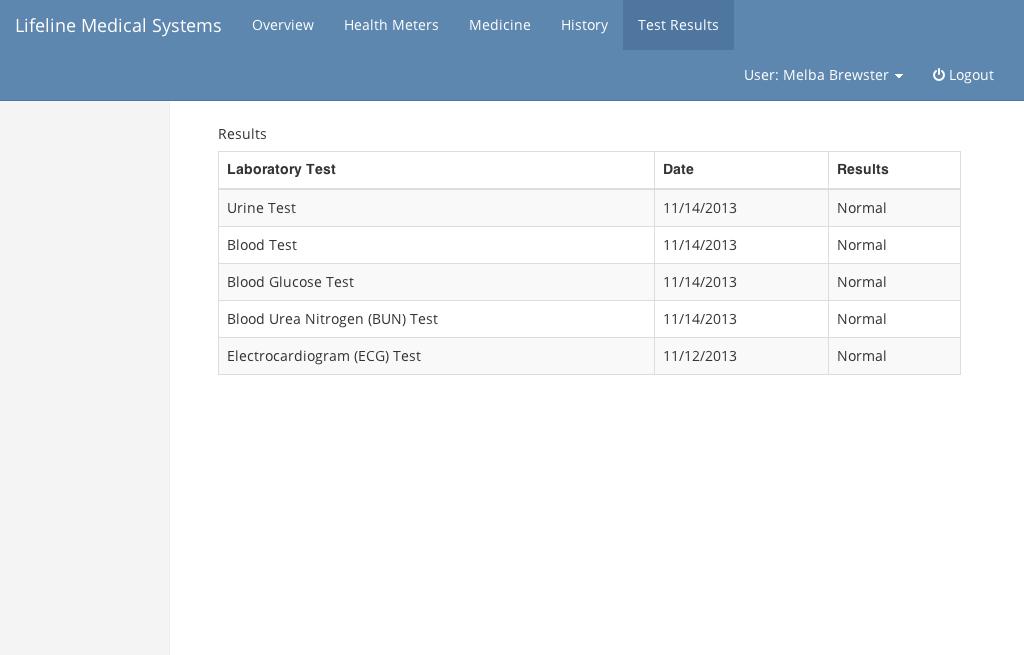 Lifeline Medical Systems Overview Health Meters Medicine History Test Results
User: Melba Brewster Logout
Results
Laboratory Test Date Results
Urine Test 11/14/2013 Normal
Blood Test 11/14/2013 Normal
Blood Glucose Test 11/14/2013 Normal
Blood Urea Nitrogen (BUN) Test 11/14/2013 Normal
Electrocardiogram (ECG) Test 11/12/2013 Normal